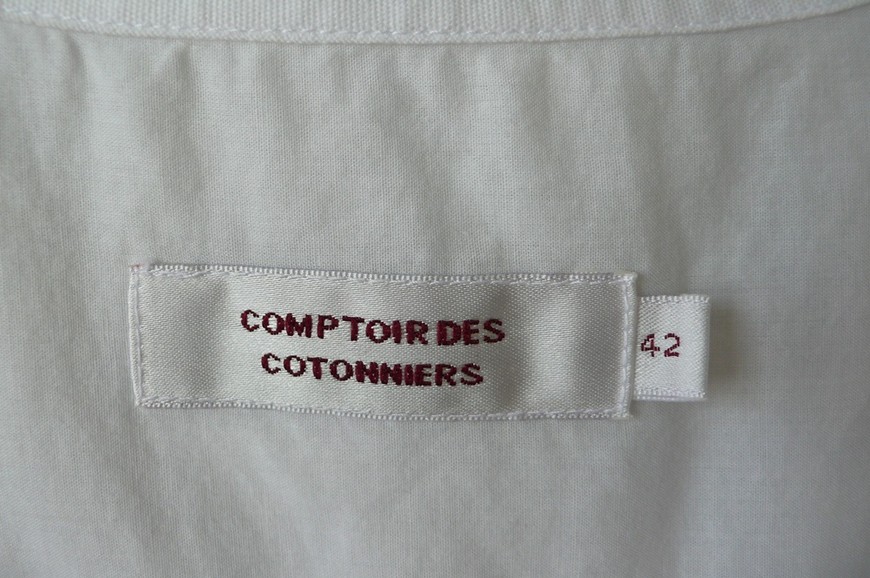 COMPTOIR DES
COTONNIERS
42